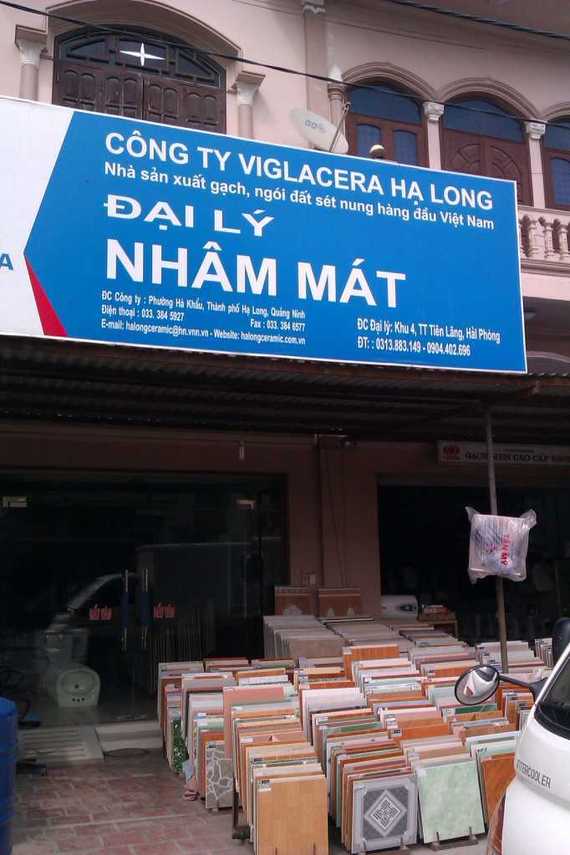 CÔNG TY VIGLACERA HẠ LONG
Nhà sản xuất gạch, ngói đất sét nung hàng đầu Việt Nam
ĐẠI LÝ
NHÂM MÁT
ĐC Công ty : Phường Hà Khẩu, Thành phố Hạ Long, Quảng Ninh
Điện thoại : 033. 384 5927 Fax : 033. 384 6577
E-mail: halongceramic@hn.vnn.vn - Website: halongceramic.com.vn
ĐC Đại lý: Khu 4, TT Tiên Lãng, Hải Phòng
ĐT: : 0313.883.149 - 0904.402.696
A
TÂN MỸ
INTERCOOLER